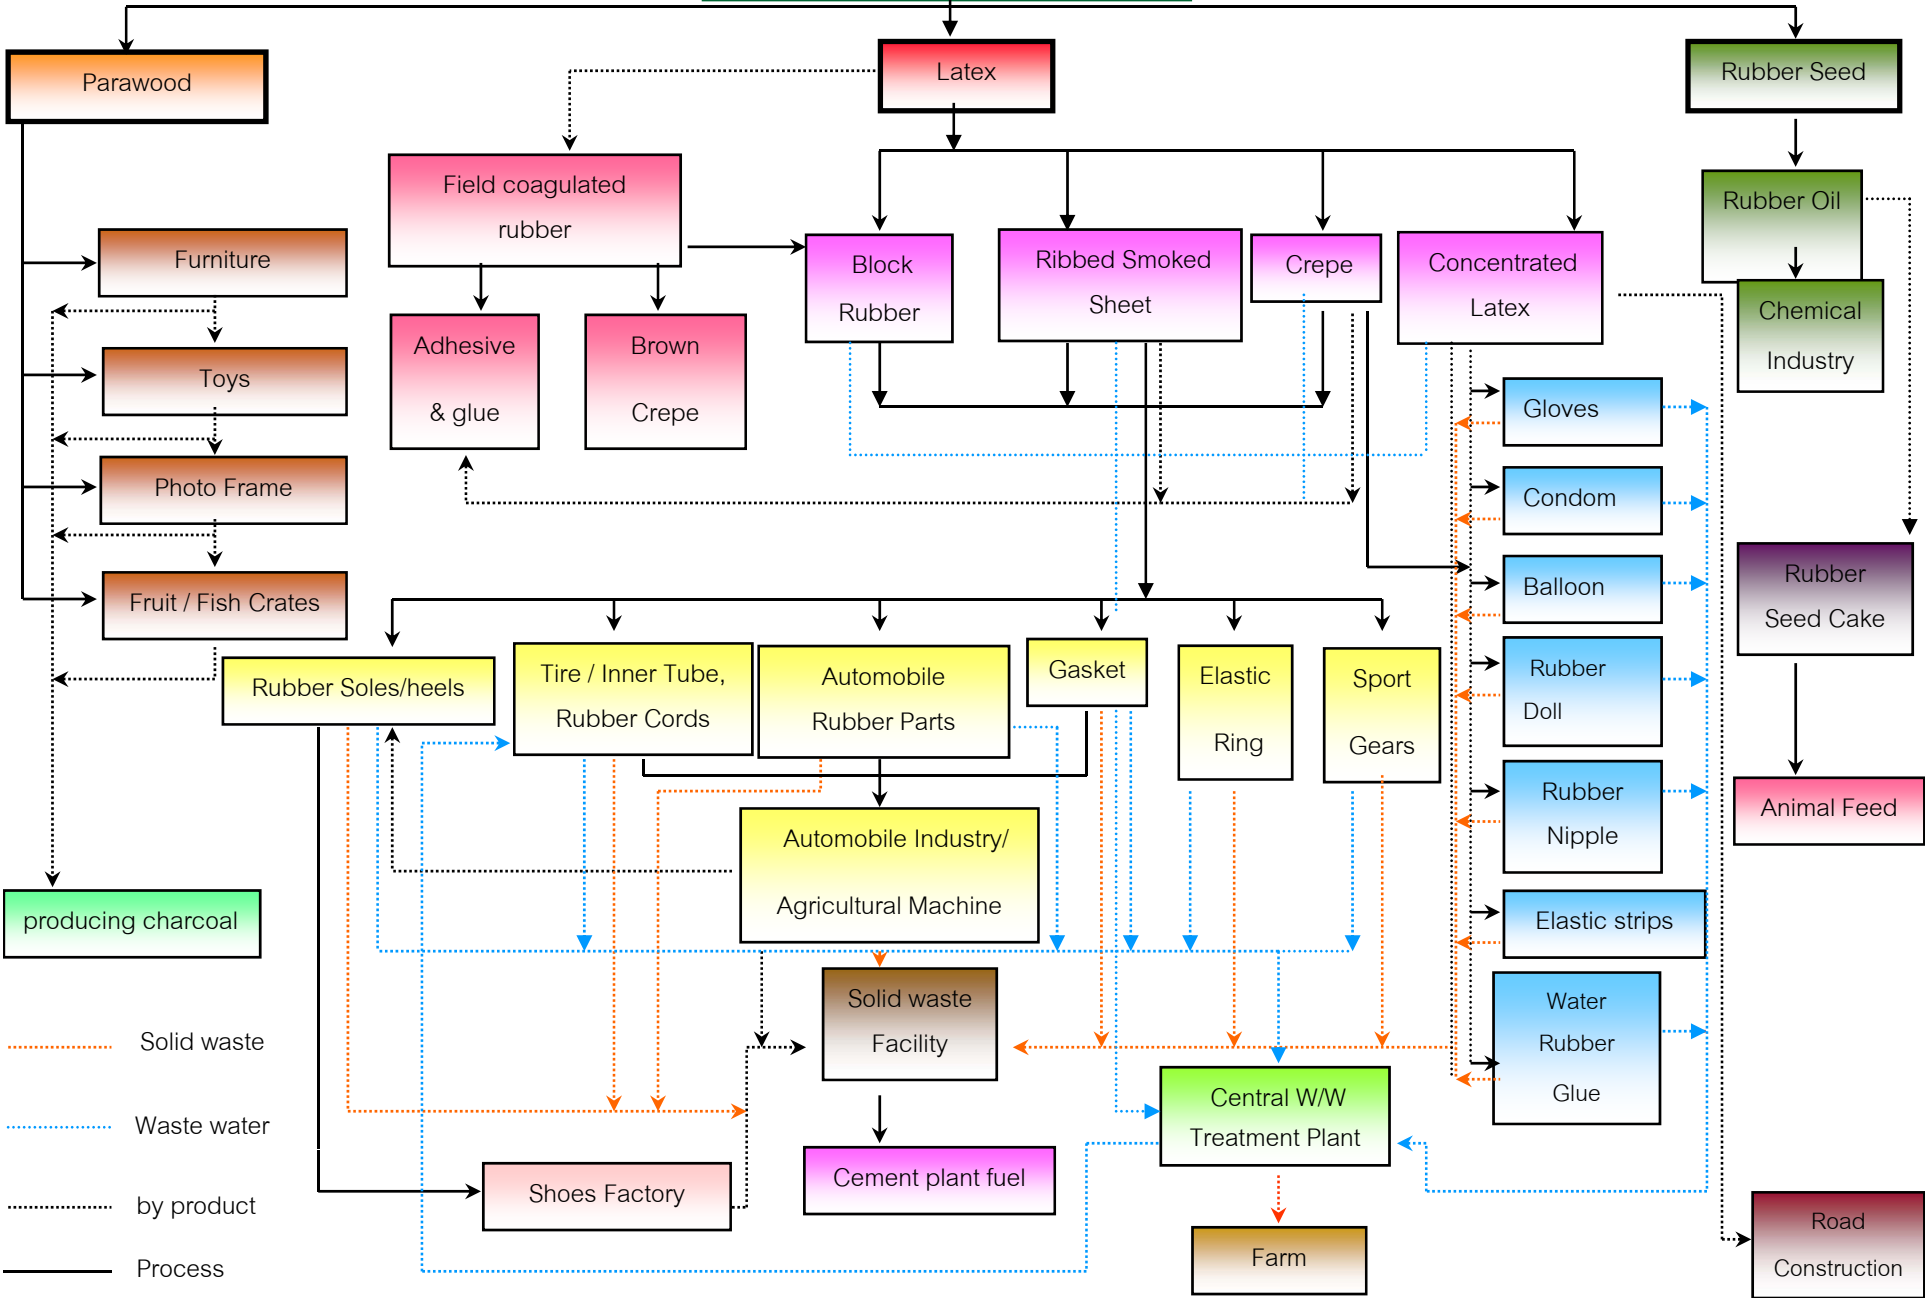 Parawood
Latex
Rubber Seed
Field coagulated
rubber
Rubber Oil
Furniture
Block
Rubber
Ribbed Smoked
Sheet
Crepe
Concentrated
Latex
Chemical
Industry
Adhesive
& glue
Brown
Crepe
Toys
Gloves
Photo Frame
Condom
Fruit / Fish Crates
Balloon
Rubber
Seed Cake
Rubber Soles/heels
Tire / Inner Tube,
Rubber Cords
Automobile
Rubber Parts
Gasket
Elastic
Ring
Sport
Gears
Rubber
Doll
Rubber
Nipple
Animal Feed
Automobile Industry/
Agricultural Machine
producing charcoal
Elastic strips
Solid waste
Facility
Water
Rubber
Glue
Solid waste
Central W/W
Treatment Plant
Waste water
Cement plant fuel
Shoes Factory
by product
Farm
Road
Construction
Process